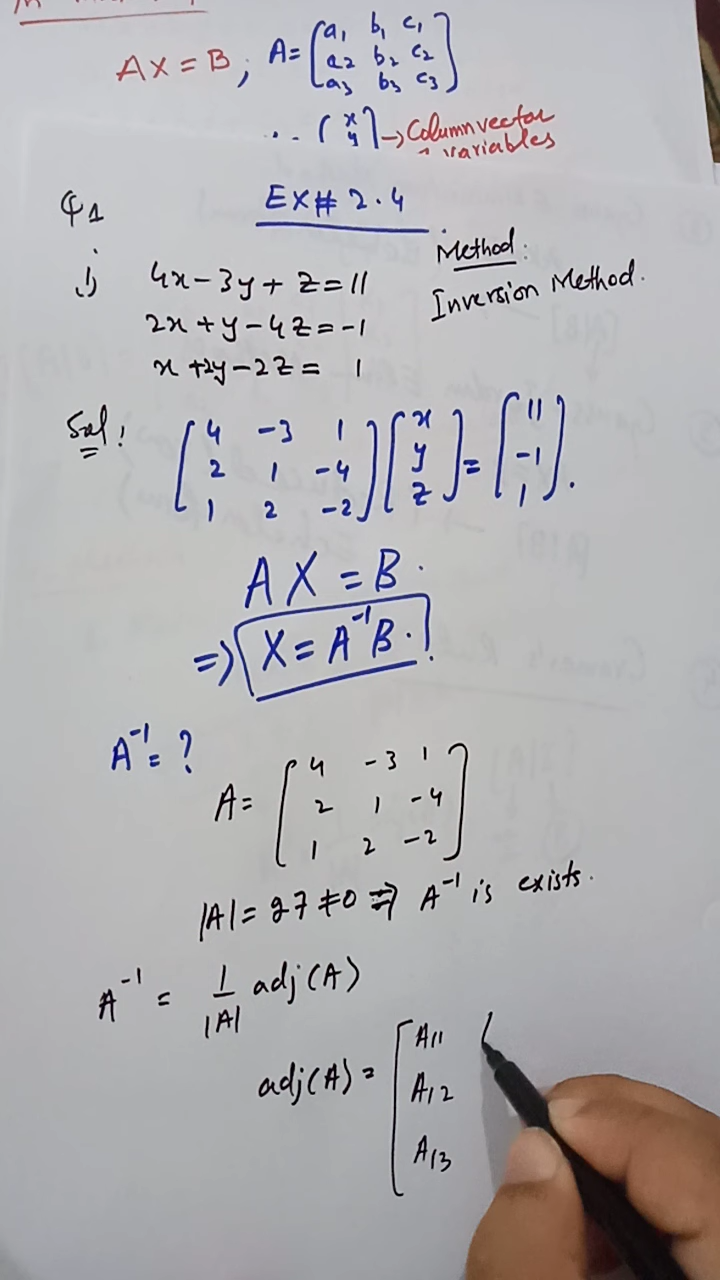 AX = B ; A = [a1 b1 c1
a2 b2 c2
a3 b3 c3]
[x
y] → Column vector
variables
EX# 2.4
Q1
i) 4x - 3y + z = 11
2x + y - 4z = -1
x + 2y - 2z = 1
Method:
Inversion Method.
Sol:
[4 -3 1
2 1 -4
1 2 -2] [x
y
z] = [11
-1
1].
AX = B.
⇒ X = A⁻¹B.
A⁻¹ = ?
A = [4 -3 1
2 1 -4
1 2 -2]
|A| = 27 ≠ 0 ⇒ A⁻¹ is exists.
A⁻¹ = 1/|A| adj(A)
adj(A) = [A11
A12
A13